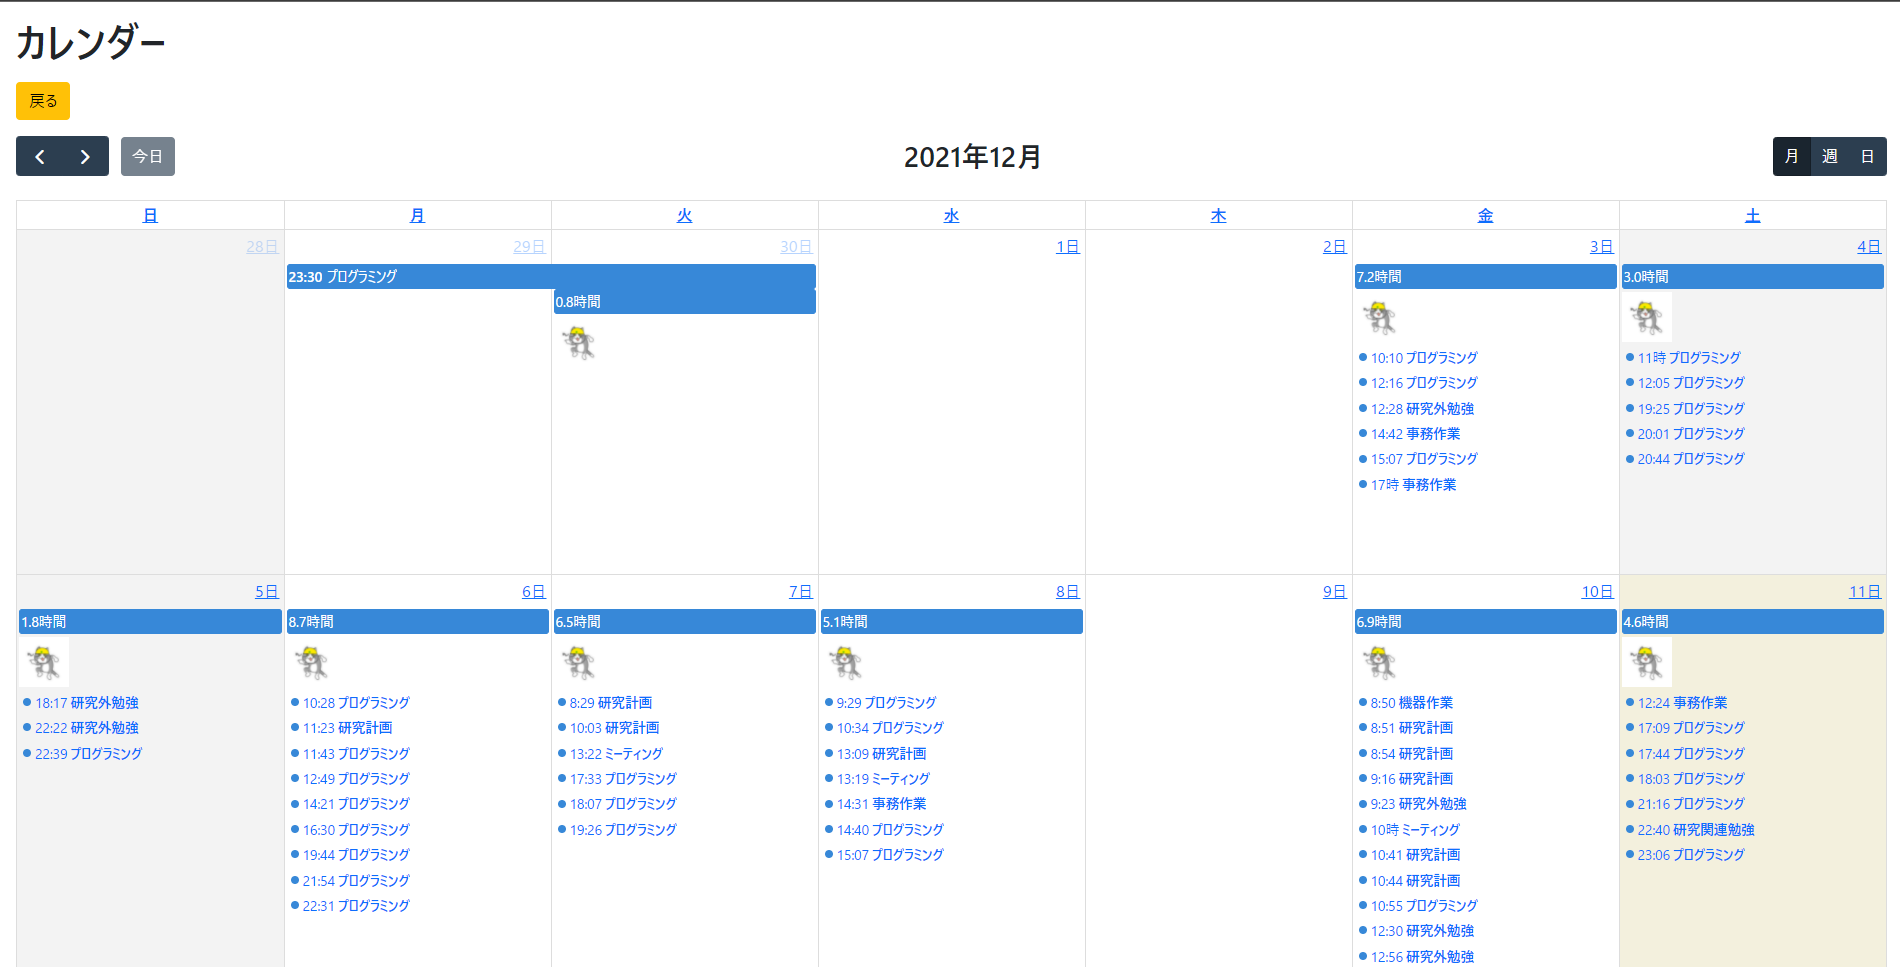 カレンダー
戻る
今日
2021年12月
月 週 日
日 月 火 水 木 金 土
28日 29日 30日 1日 2日 3日 4日
23:30 プログラミング
0.8時間
7.2時間
10:10 プログラミング
12:16 プログラミング
12:28 研究外勉強
14:42 事務作業
15:07 プログラミング
17時 事務作業
3.0時間
11時 プログラミング
12:05 プログラミング
19:25 プログラミング
20:01 プログラミング
20:44 プログラミング
5日 6日 7日 8日 9日 10日 11日
1.8時間
18:17 研究外勉強
22:22 研究外勉強
22:39 プログラミング
8.7時間
10:28 プログラミング
11:23 研究計画
11:43 プログラミング
12:49 プログラミング
14:21 プログラミング
16:30 プログラミング
19:44 プログラミング
21:54 プログラミング
22:31 プログラミング
6.5時間
8:29 研究計画
10:03 研究計画
13:22 ミーティング
17:33 プログラミング
18:07 プログラミング
19:26 プログラミング
5.1時間
9:29 プログラミング
10:34 プログラミング
13:09 研究計画
13:19 ミーティング
14:31 事務作業
14:40 プログラミング
15:07 プログラミング
6.9時間
8:50 機器作業
8:51 研究計画
8:54 研究計画
9:16 研究計画
9:23 研究外勉強
10時 ミーティング
10:41 研究計画
10:44 研究計画
10:55 プログラミング
12:30 研究外勉強
12:56 研究外勉強
4.6時間
12:24 事務作業
17:09 プログラミング
17:44 プログラミング
18:03 プログラミング
21:16 プログラミング
22:40 研究関連勉強
23:06 プログラミング